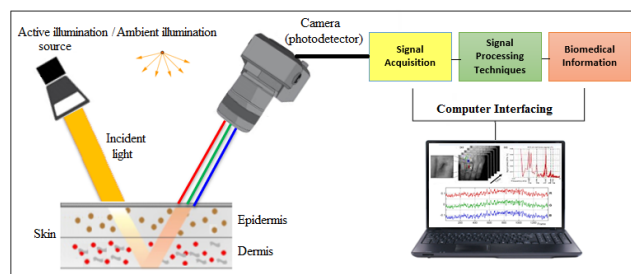 Active illumination / Ambient illumination
source
Camera
(photodetector)
Signal
Acquisition
Signal
Processing
Techniques
Biomedical
Information
Incident
light
Computer Interfacing
Skin
Epidermis
Dermis